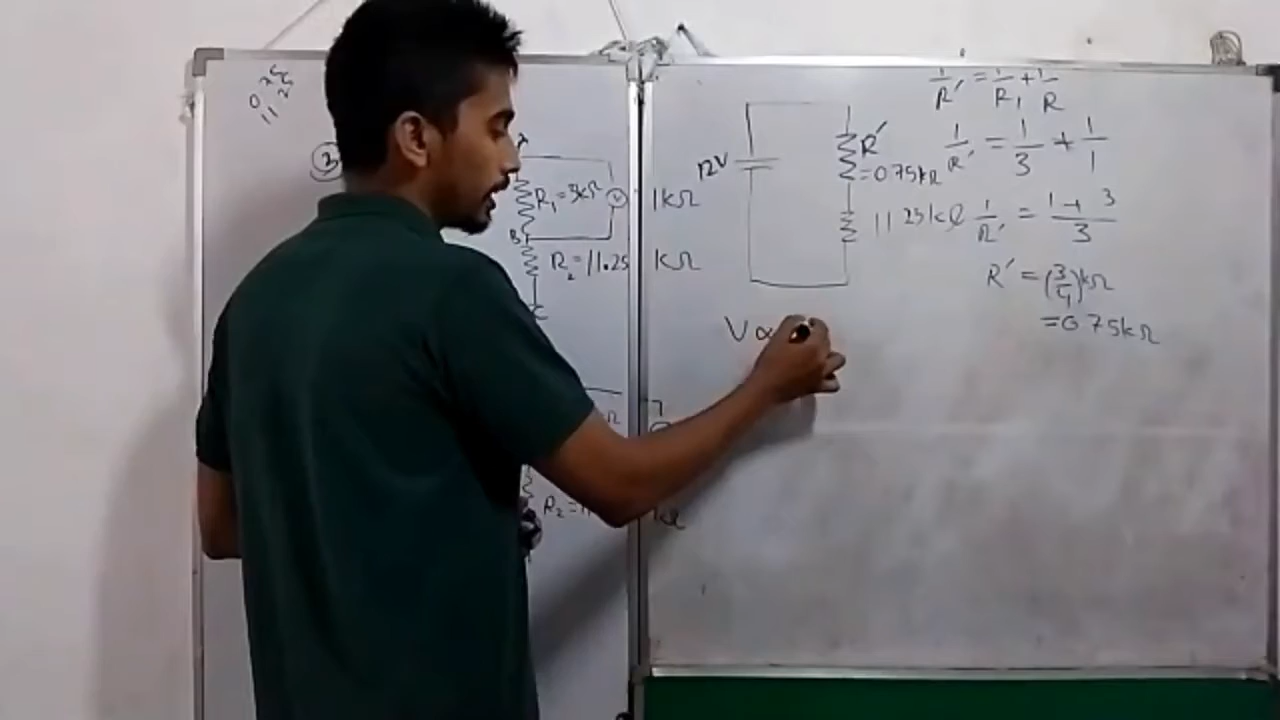 3
R₁ = 3kΩ V 1kΩ
B
R₂ = 11.25 kΩ
C
12V
R′
= 0.75kΩ
11 25kΩ
V ∝
1/R′ = 1/R₁ + 1/R
1/R′ = 1/3 + 1/1
1/R′ = 1+3/3
R′ = (3/4)kΩ
= 0 75kΩ